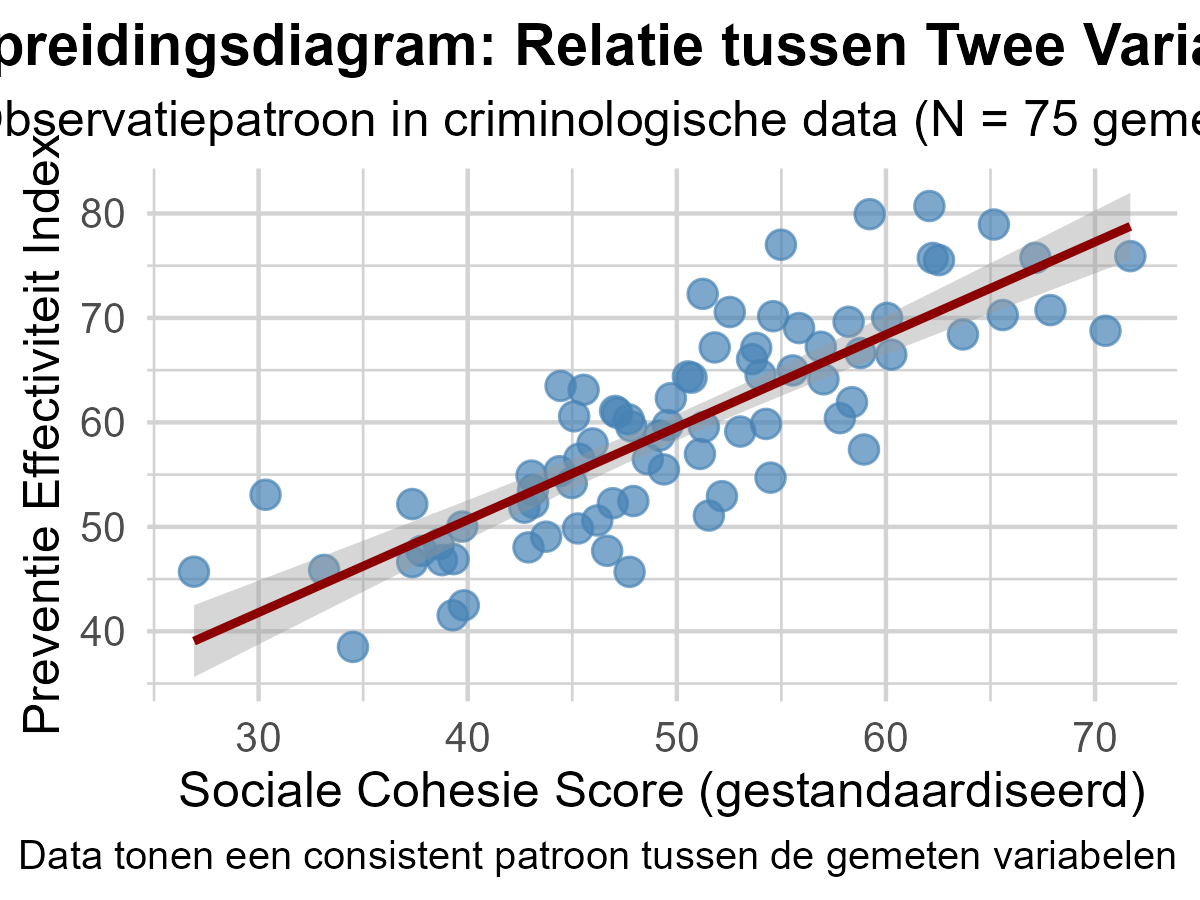 preidingsdiagram: Relatie tussen Twee Varia
Observatiepatroon in criminologische data (N = 75 geme
Preventie Effectiviteit Index
80
70
60
50
40
30 40 50 60 70
Sociale Cohesie Score (gestandaardiseerd)
Data tonen een consistent patroon tussen de gemeten variabelen